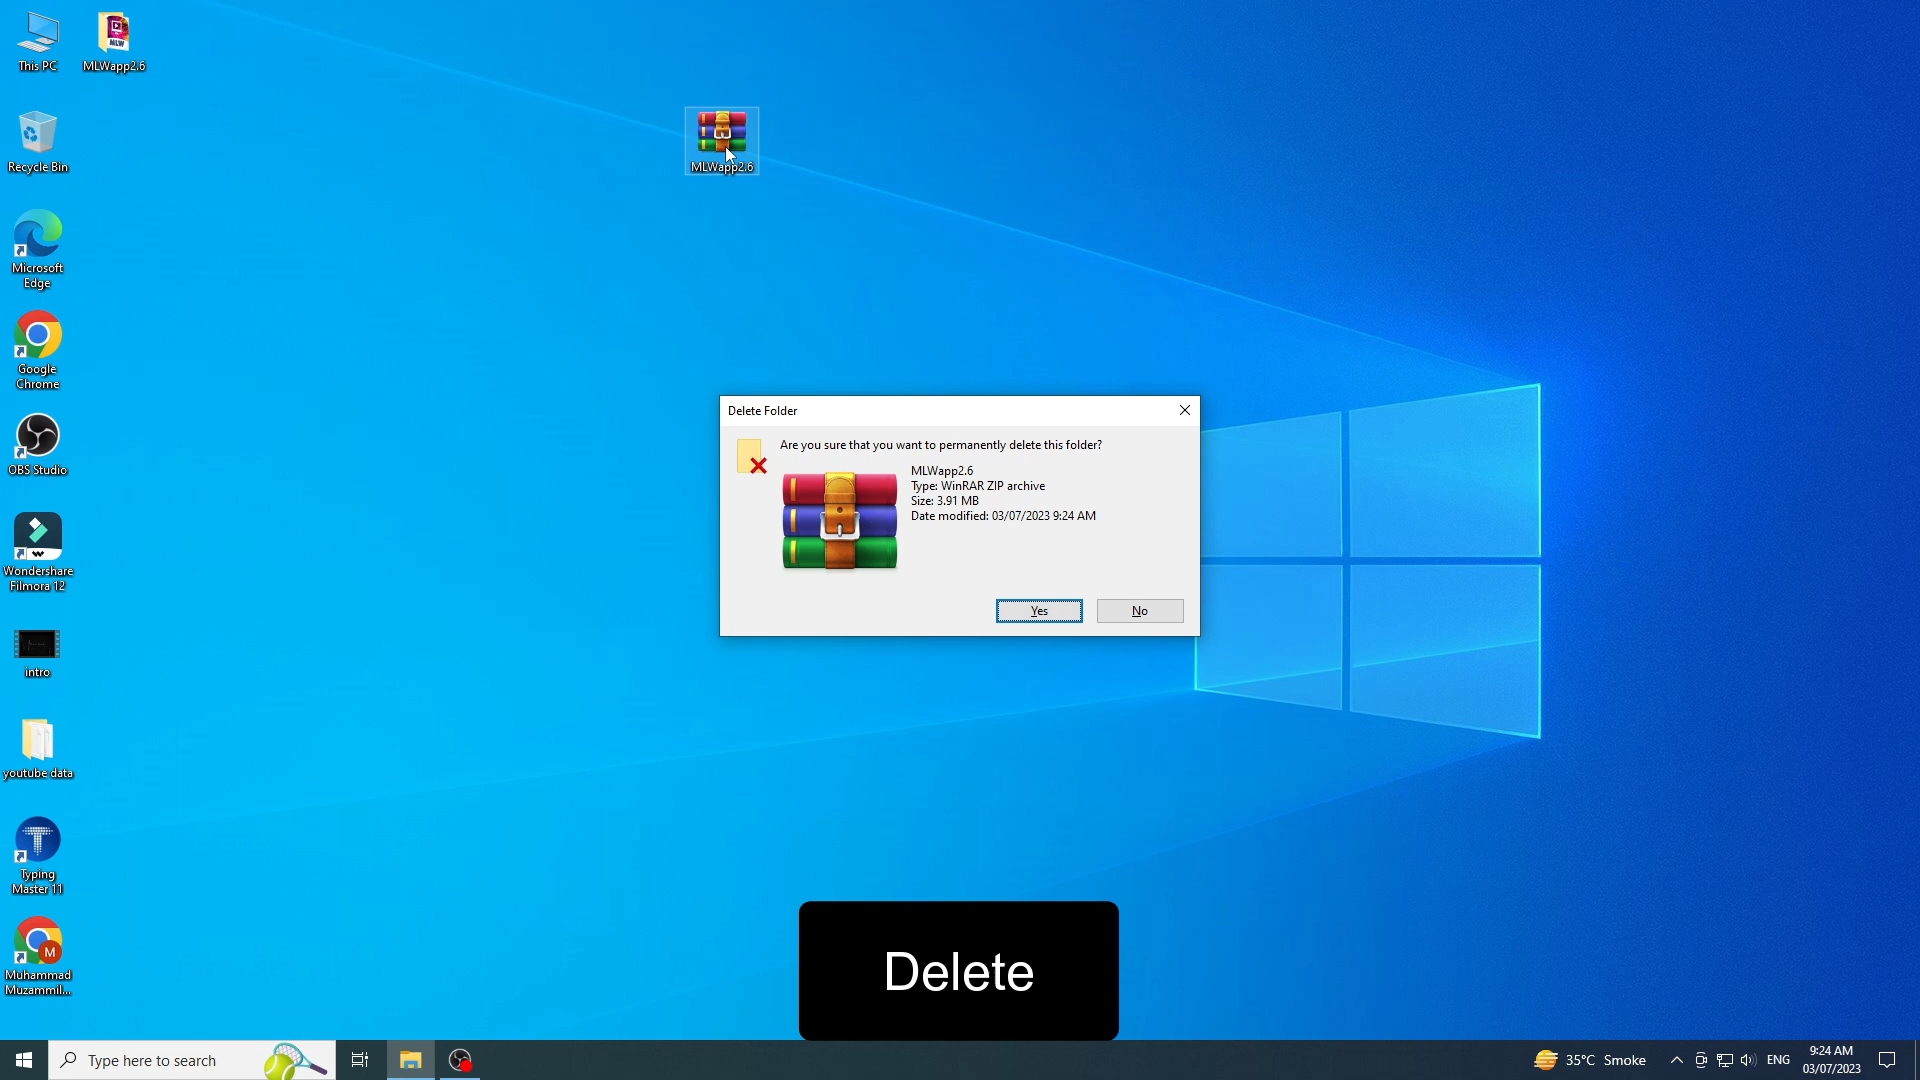 This PC
MLW
MLWapp2.6
MLWapp2.6
Recycle Bin
Microsoft
Edge
Google
Chrome
OBS Studio
Wondershare
Filmora 12
intro
youtube data
T
Typing
Master 11
M
Muhammad
Muzammil...
Delete Folder
Are you sure that you want to permanently delete this folder?
MLWapp2.6
Type: WinRAR ZIP archive
Size: 3.91 MB
Date modified: 03/07/2023 9:24 AM
Yes
No
Delete
Type here to search
35°C Smoke
ENG
9:24 AM
03/07/2023